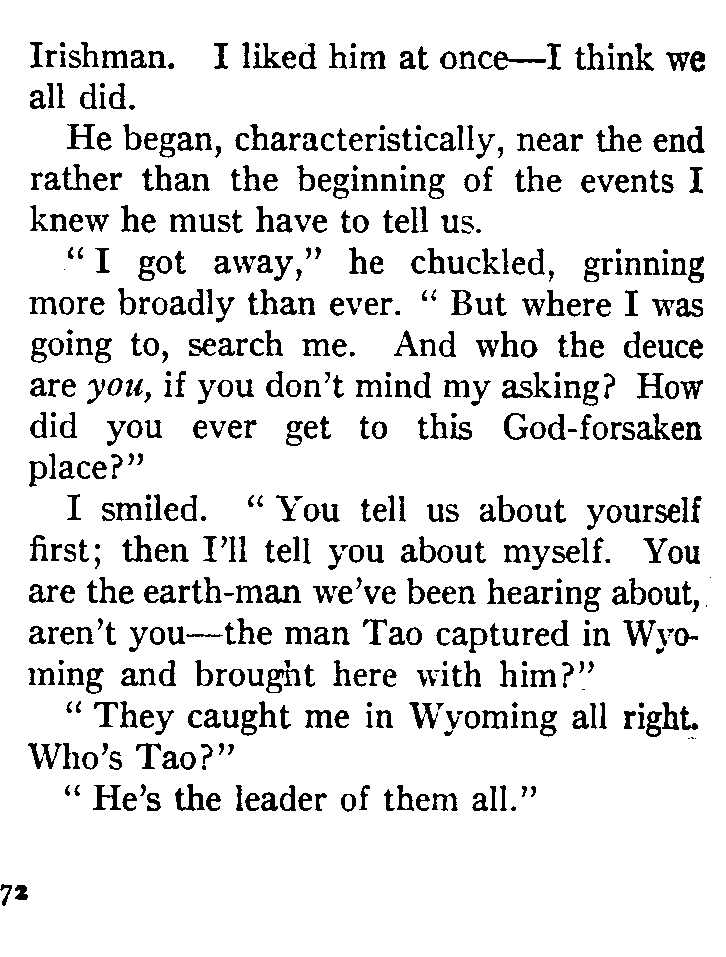 Irishman. I liked him at once—I think we
all did.
He began, characteristically, near the end
rather than the beginning of the events I
knew he must have to tell us.
“ I got away,” he chuckled, grinning
more broadly than ever. “ But where I was
going to, search me. And who the deuce
are you, if you don’t mind my asking? How
did you ever get to this God-forsaken
place?”
I smiled. “ You tell us about yourself
first; then I’ll tell you about myself. You
are the earth-man we’ve been hearing about,
aren’t you—the man Tao captured in Wyo-
ming and brought here with him?”
“ They caught me in Wyoming all right.
Who’s Tao?”
“ He’s the leader of them all.”
72